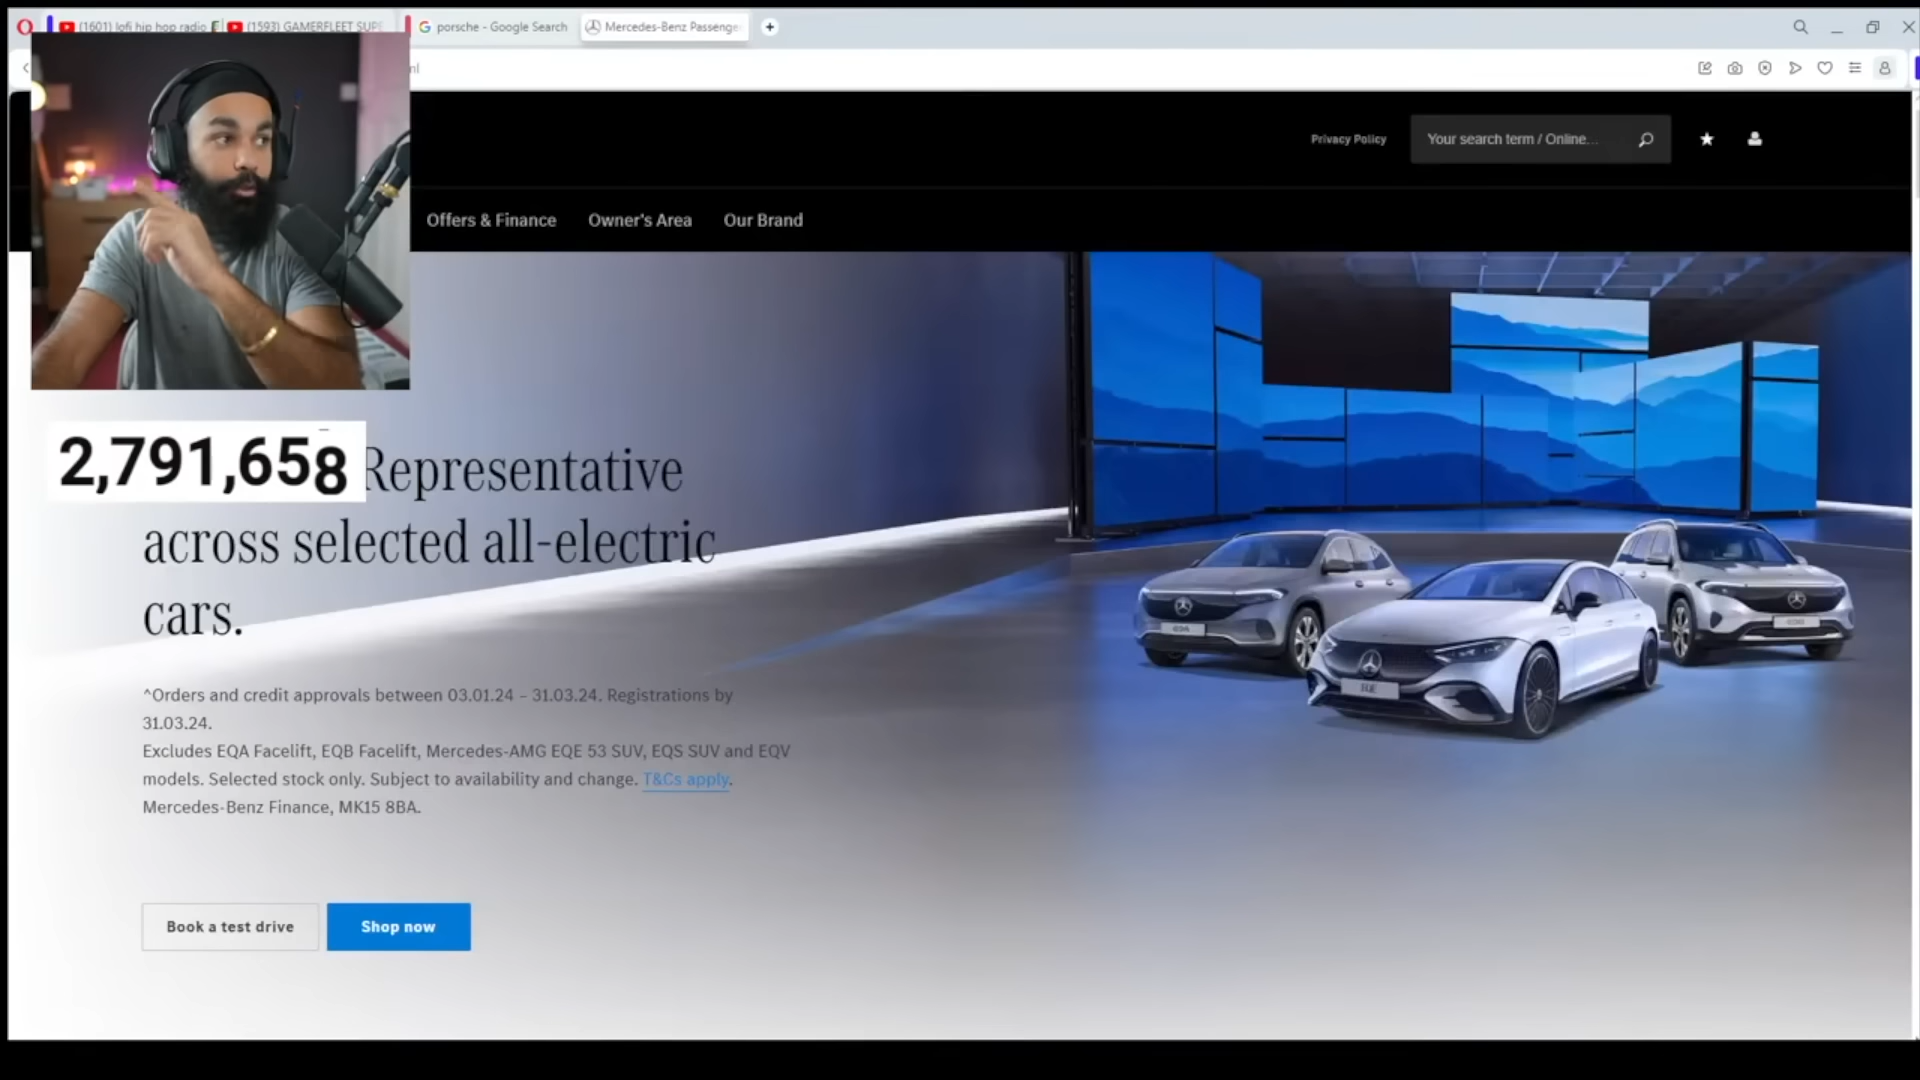 (1601) lofi hip hop radio
(1593) GAMERFLEET SUP
porsche - Google Search
Mercedes-Benz Passenge
Privacy Policy
Your search term / Online...
Offers & Finance
Owner's Area
Our Brand
2,791,658
Representative
across selected all-electric
cars.
^Orders and credit approvals between 03.01.24 – 31.03.24. Registrations by
31.03.24.
Excludes EQA Facelift, EQB Facelift, Mercedes-AMG EQE 53 SUV, EQS SUV and EQV
models. Selected stock only. Subject to availability and change. T&Cs apply.
Mercedes-Benz Finance, MK15 8BA.
Book a test drive
Shop now
EQE